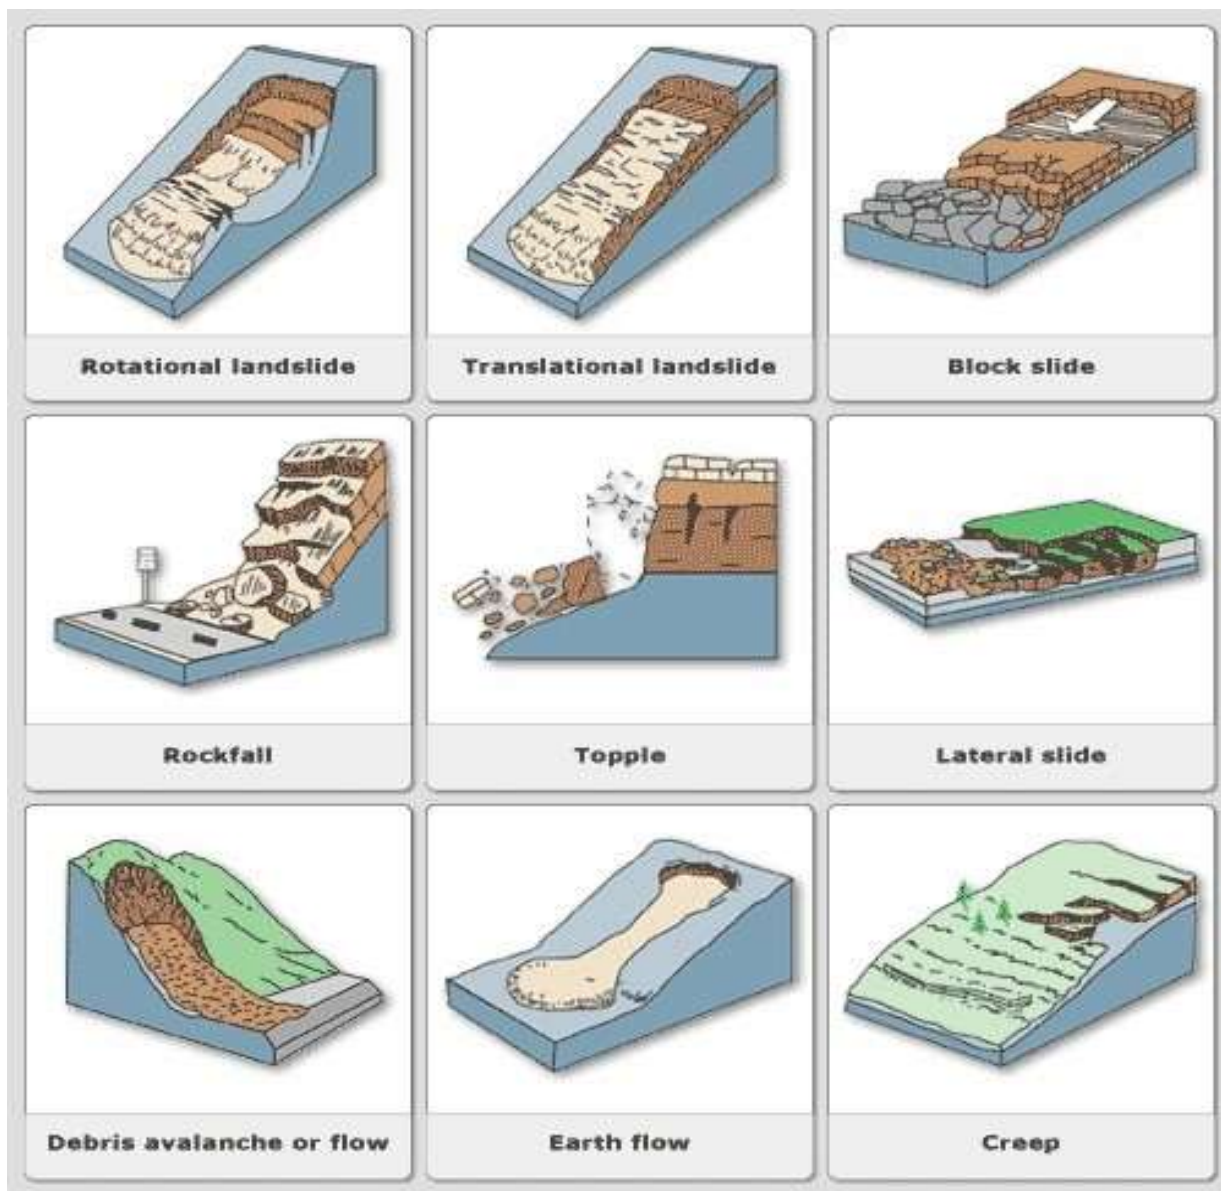 Rotational landslide
Translational landslide
Block slide
Rockfall
Topple
Lateral slide
Debris avalanche or flow
Earth flow
Creep